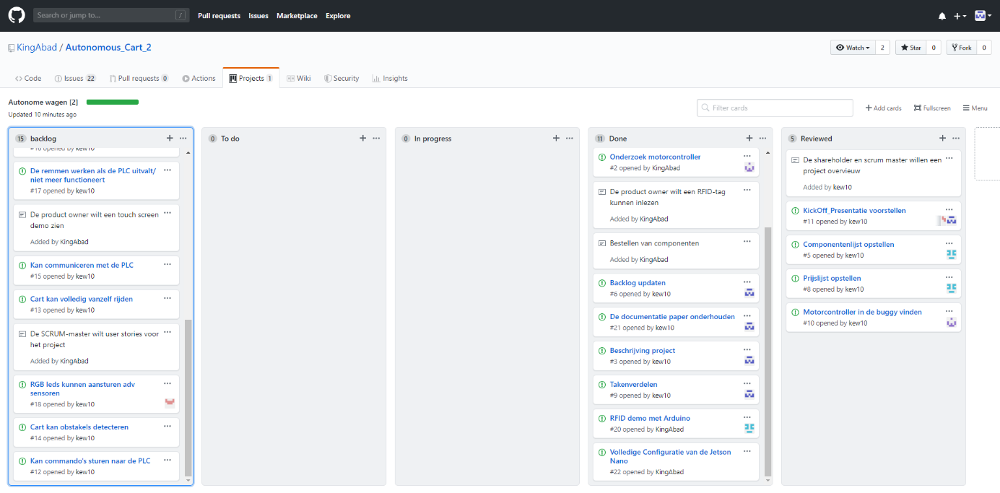 Search or jump to...
/
Pull requests
Issues
Marketplace
Explore
KingAbad / Autonomous_Cart_2
Watch
2
Star
0
Fork
0
Code
Issues 22
Pull requests 0
Actions
Projects 1
Wiki
Security
Insights
Autonome wagen [2]
Updated 10 minutes ago
Filter cards
Add cards
Fullscreen
Menu
15 backlog
#16 opened by kew10
De remmen werken als de PLC uitvalt/
niet meer functioneert
#17 opened by kew10
De product owner wilt een touch screen
demo zien
Added by KingAbad
Kan communiceren met de PLC
#15 opened by kew10
Cart kan volledig vanzelf rijden
#13 opened by kew10
De SCRUM-master wilt user stories voor
het project
Added by KingAbad
RGB leds kunnen aansturen adv
sensoren
#18 opened by kew10
Cart kan obstakels detecteren
#14 opened by kew10
Kan commando's sturen naar de PLC
#12 opened by kew10
0 To do
0 In progress
11 Done
Onderzoek motorcontroller
#2 opened by KingAbad
De product owner wilt een RFID-tag
kunnen inlezen
Added by KingAbad
Bestellen van componenten
Added by KingAbad
Backlog updaten
#6 opened by kew10
De documentatie paper onderhouden
#21 opened by kew10
Beschrijving project
#3 opened by kew10
Takenverdelen
#9 opened by kew10
RFID demo met Arduino
#20 opened by KingAbad
Volledige Configuratie van de Jetson
Nano
#22 opened by KingAbad
5 Reviewed
De shareholder en scrum master willen een
project overvieuw
Added by kew10
KickOff_Presentatie voorstellen
#11 opened by kew10
Componentenlijst opstellen
#5 opened by kew10
Prijslijst opstellen
#8 opened by kew10
Motorcontroller in de buggy vinden
#10 opened by kew10